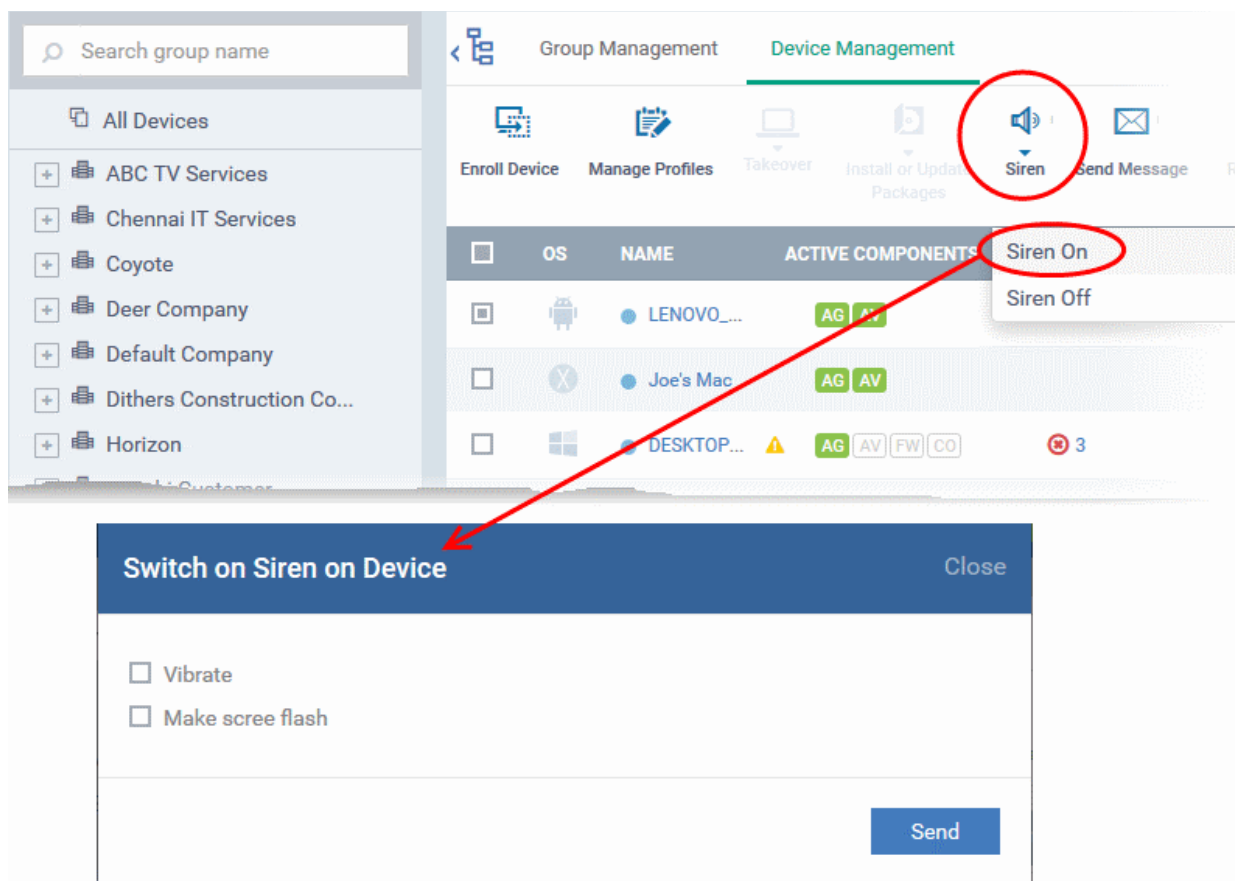 Search group name
All Devices
ABC TV Services
Chennai IT Services
Coyote
Deer Company
Default Company
Dithers Construction Co...
Horizon
Customer
Group Management
Device Management
Enroll Device
Manage Profiles
Takeover
Install or Update
Packages
Siren
Send Message
OS NAME ACTIVE COMPONENTS
Siren On
Siren Off
LENOVO_... AG AV
Joe's Mac AG AV
DESKTOP... AG AV FW CO 3
Switch on Siren on Device
Close
Vibrate
Make scree flash
Send